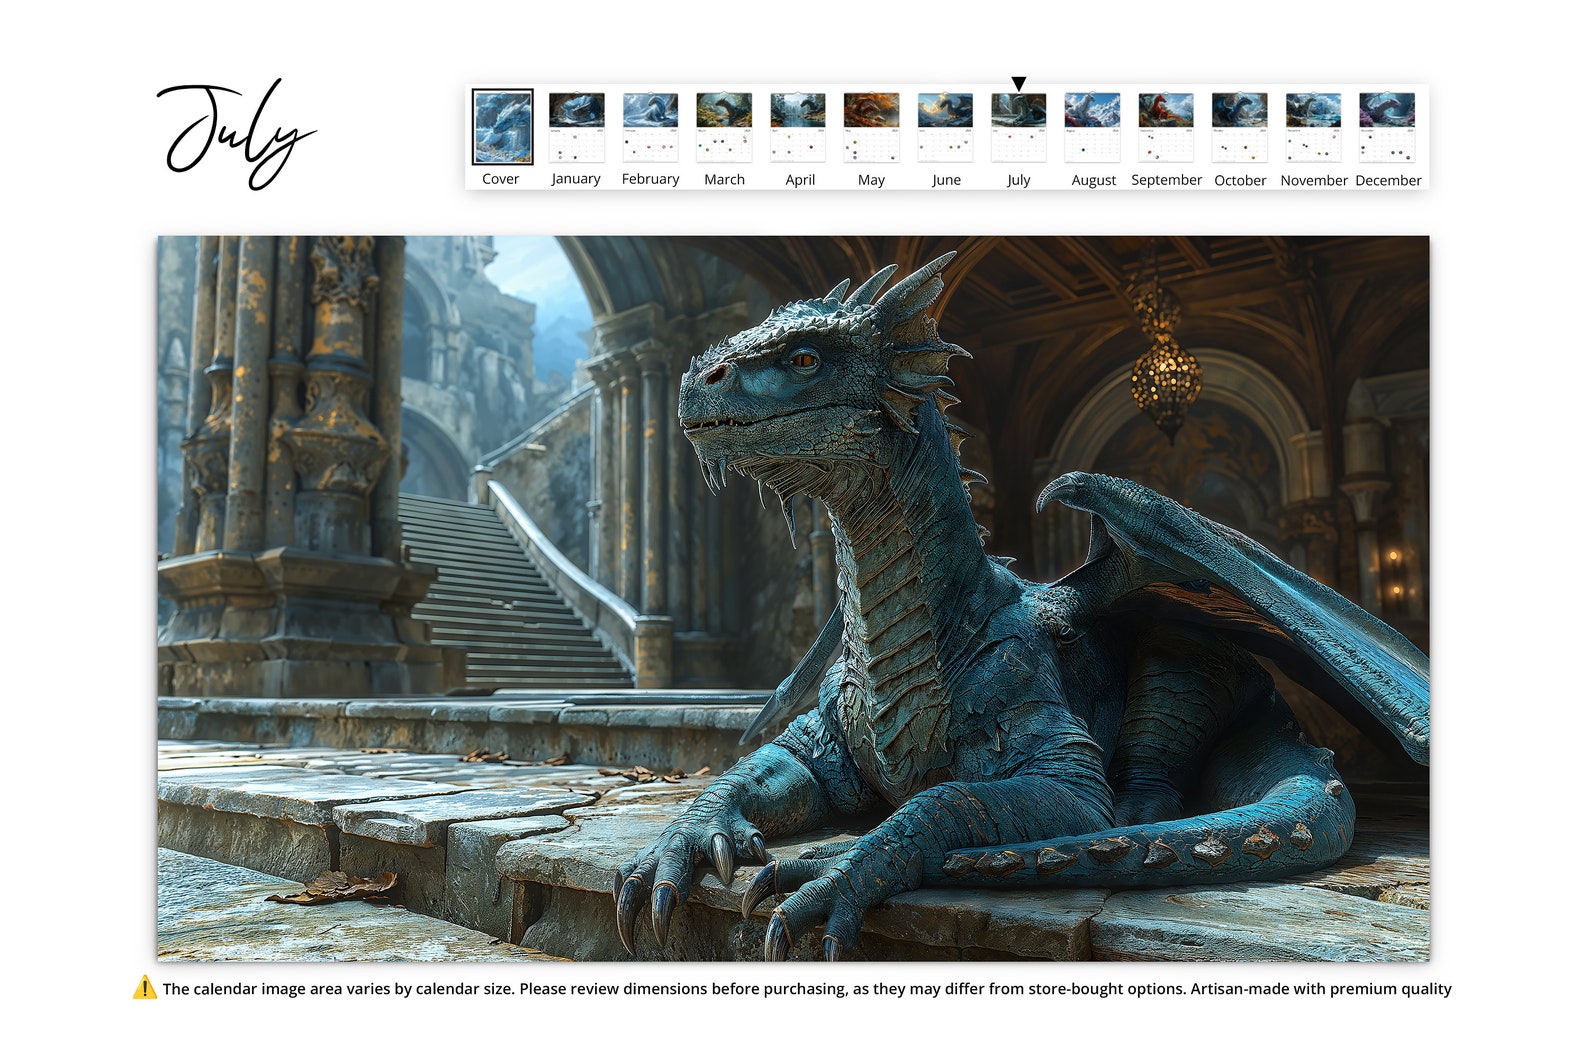 July
Cover January February March April May June July August September October November December
⚠ The calendar image area varies by calendar size. Please review dimensions before purchasing, as they may differ from store-bought options. Artisan-made with premium quality